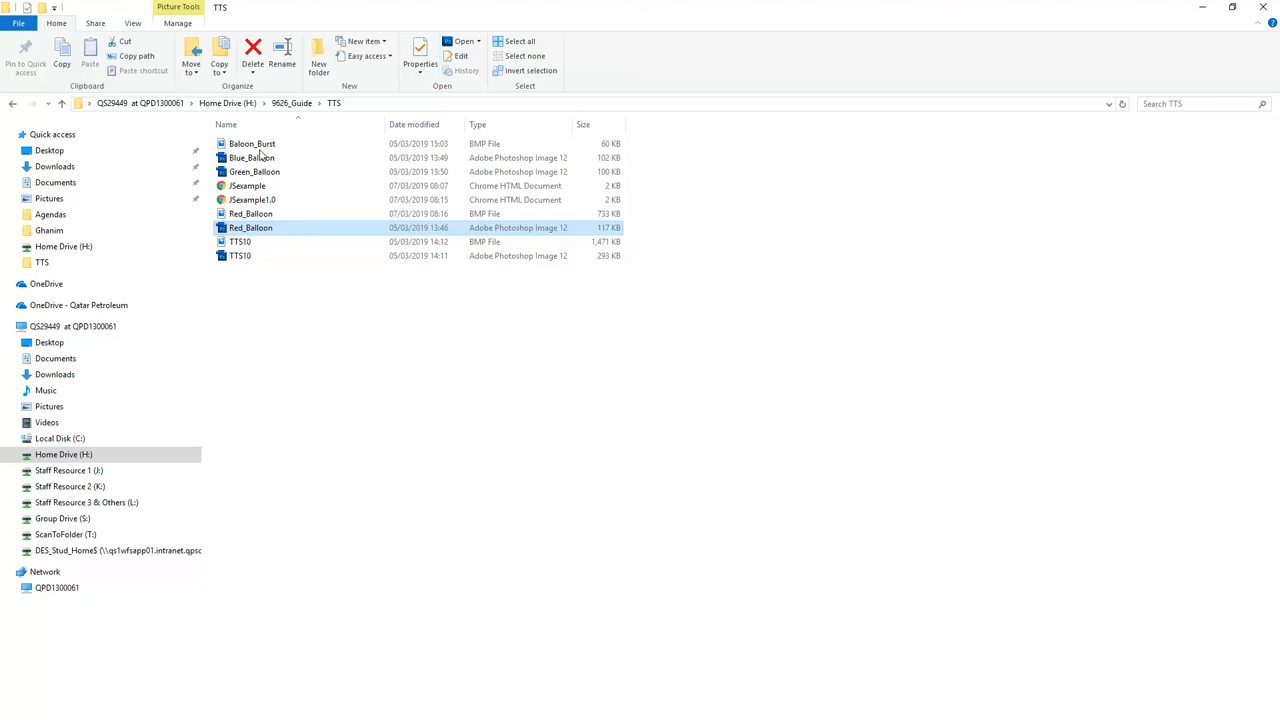 Picture Tools TTS
File Home Share View Manage
Pin to Quick access
Copy
Paste
Cut
Copy path
Paste shortcut
Clipboard
Move to
Copy to
Delete
Rename
Organize
New folder
New item
Easy access
New
Properties
Open
Edit
History
Open
Select all
Select none
Invert selection
Select
QS29449 at QPD1300061 > Home Drive (H:) > 9626_Guide > TTS
Search TTS
Name Date modified Type Size
Baloon_Burst 05/03/2019 15:03 BMP File 60 KB
Blue_Balloon 05/03/2019 13:49 Adobe Photoshop Image 12 102 KB
Green_Balloon 05/03/2019 13:50 Adobe Photoshop Image 12 100 KB
JSexample 07/03/2019 08:07 Chrome HTML Document 2 KB
JSexample1.0 07/03/2019 08:15 Chrome HTML Document 2 KB
Red_Balloon 07/03/2019 08:16 BMP File 733 KB
Red_Balloon 05/03/2019 13:46 Adobe Photoshop Image 12 117 KB
TTS10 05/03/2019 14:12 BMP File 1,471 KB
TTS10 05/03/2019 14:11 Adobe Photoshop Image 12 293 KB
Quick access
Desktop
Downloads
Documents
Pictures
Agendas
Ghanim
Home Drive (H:)
TTS
OneDrive
OneDrive - Qatar Petroleum
QS29449 at QPD1300061
Desktop
Documents
Downloads
Music
Pictures
Videos
Local Disk (C:)
Home Drive (H:)
Staff Resource 1 (J:)
Staff Resource 2 (K:)
Staff Resource 3 & Others (L:)
Group Drive (S:)
ScanToFolder (T:)
DES_Stud_Home$ (\\qs1wfsapp01.intranet.qpsc
Network
QPD1300061